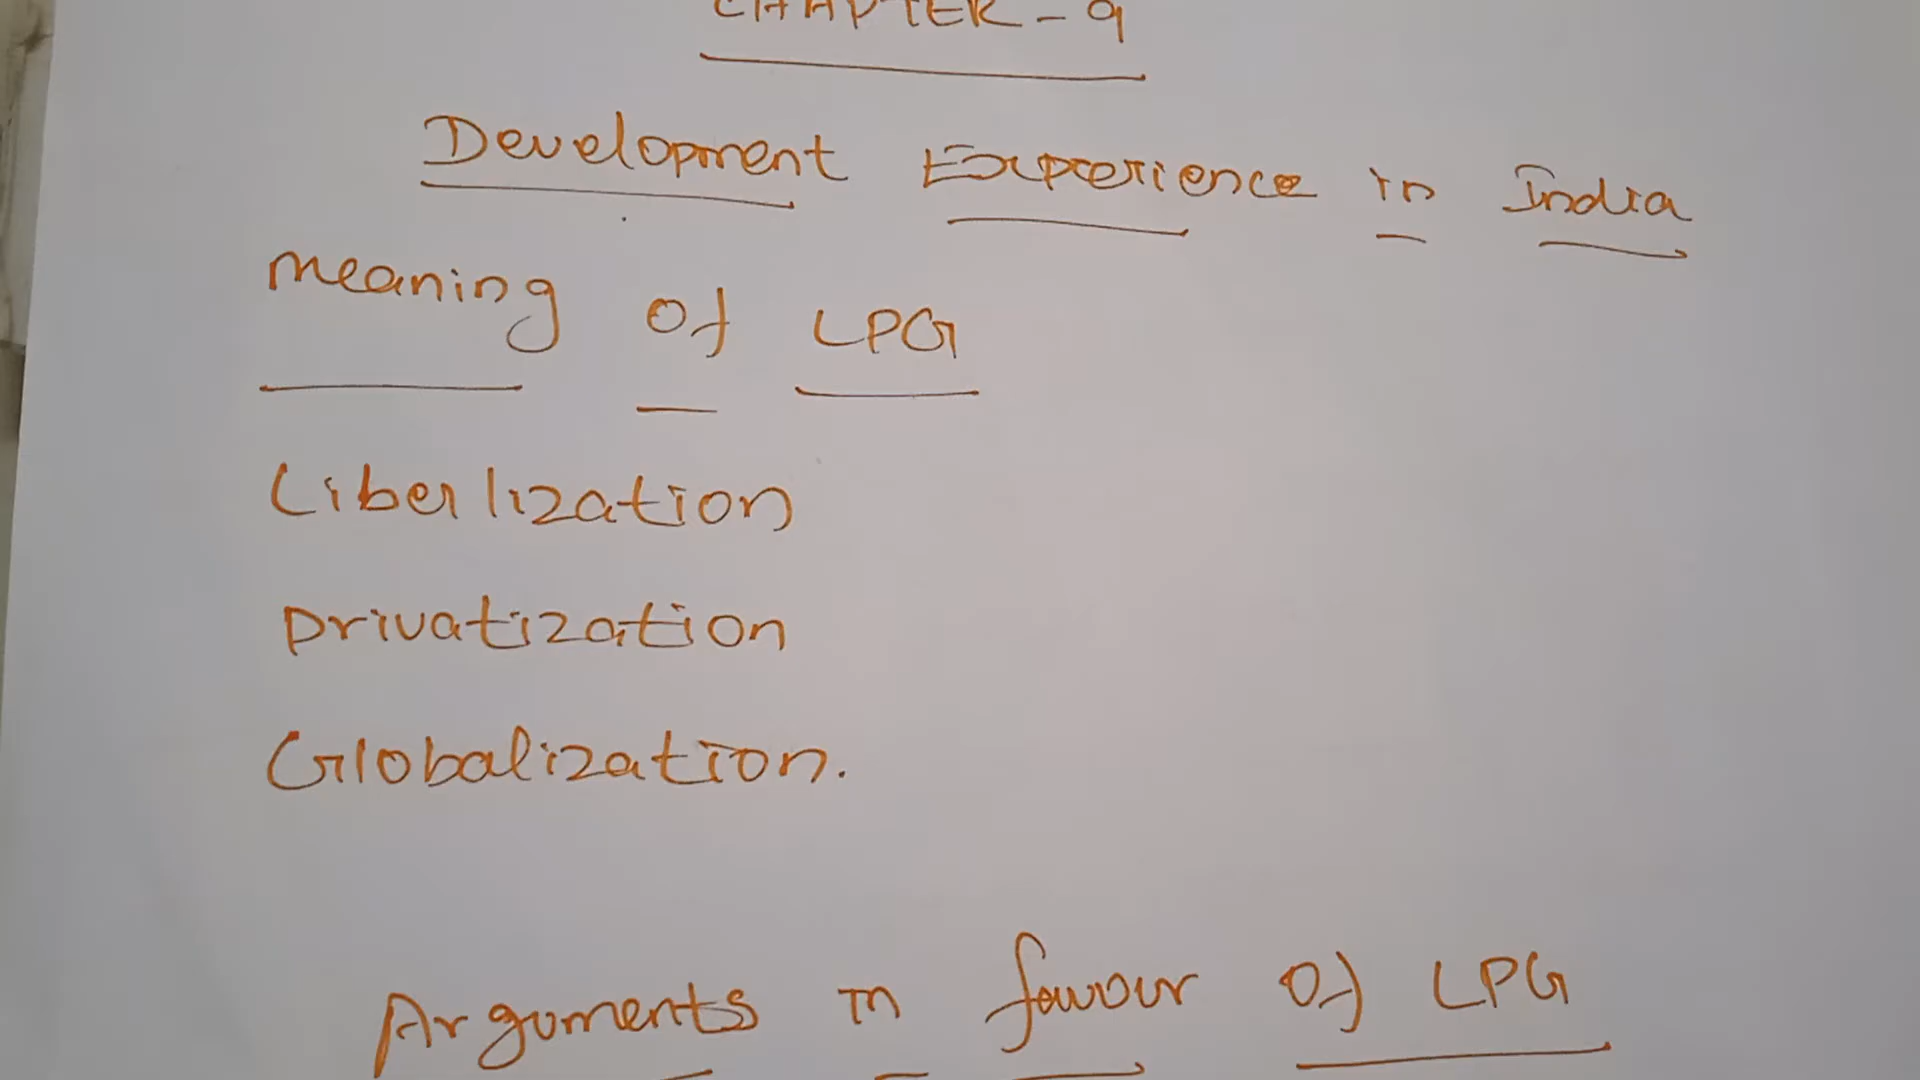 CHAPTER - 9
Development Experience in India
meaning of LPG
Liberlization
privatization
Globalization.
Arguments in favour of LPG